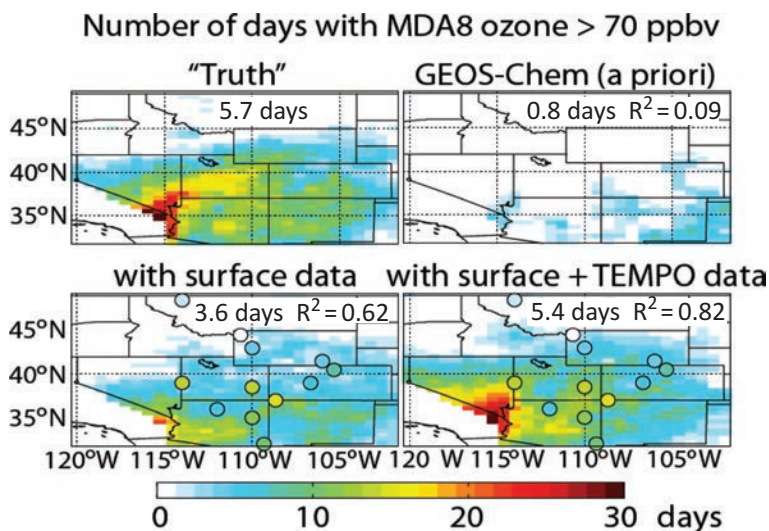 Number of days with MDA8 ozone > 70 ppbv
“Truth”
GEOS-Chem (a priori)
5.7 days
0.8 days R² = 0.09
45°N
40°N
35°N
with surface data
with surface + TEMPO data
3.6 days R² = 0.62
5.4 days R² = 0.82
45°N
40°N
35°N
120°W 115°W 110°W 105°W
120 W 115°W 110°W 105°W
0 10 20 30
days